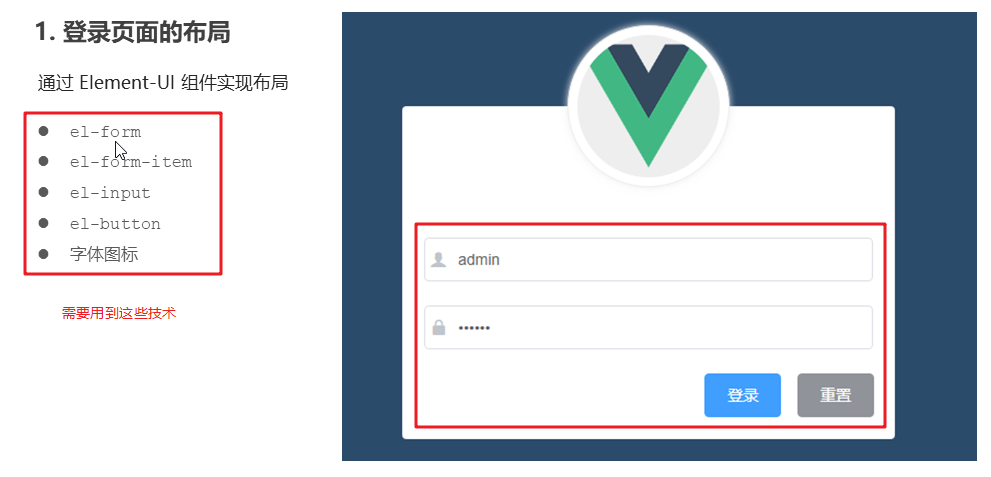 1. 登录页面的布局
通过 Element-UI 组件实现布局
● el-form
● el-form-item
● el-input
● el-button
● 字体图标
需要用到这些技术
admin
••••••
登录 重置